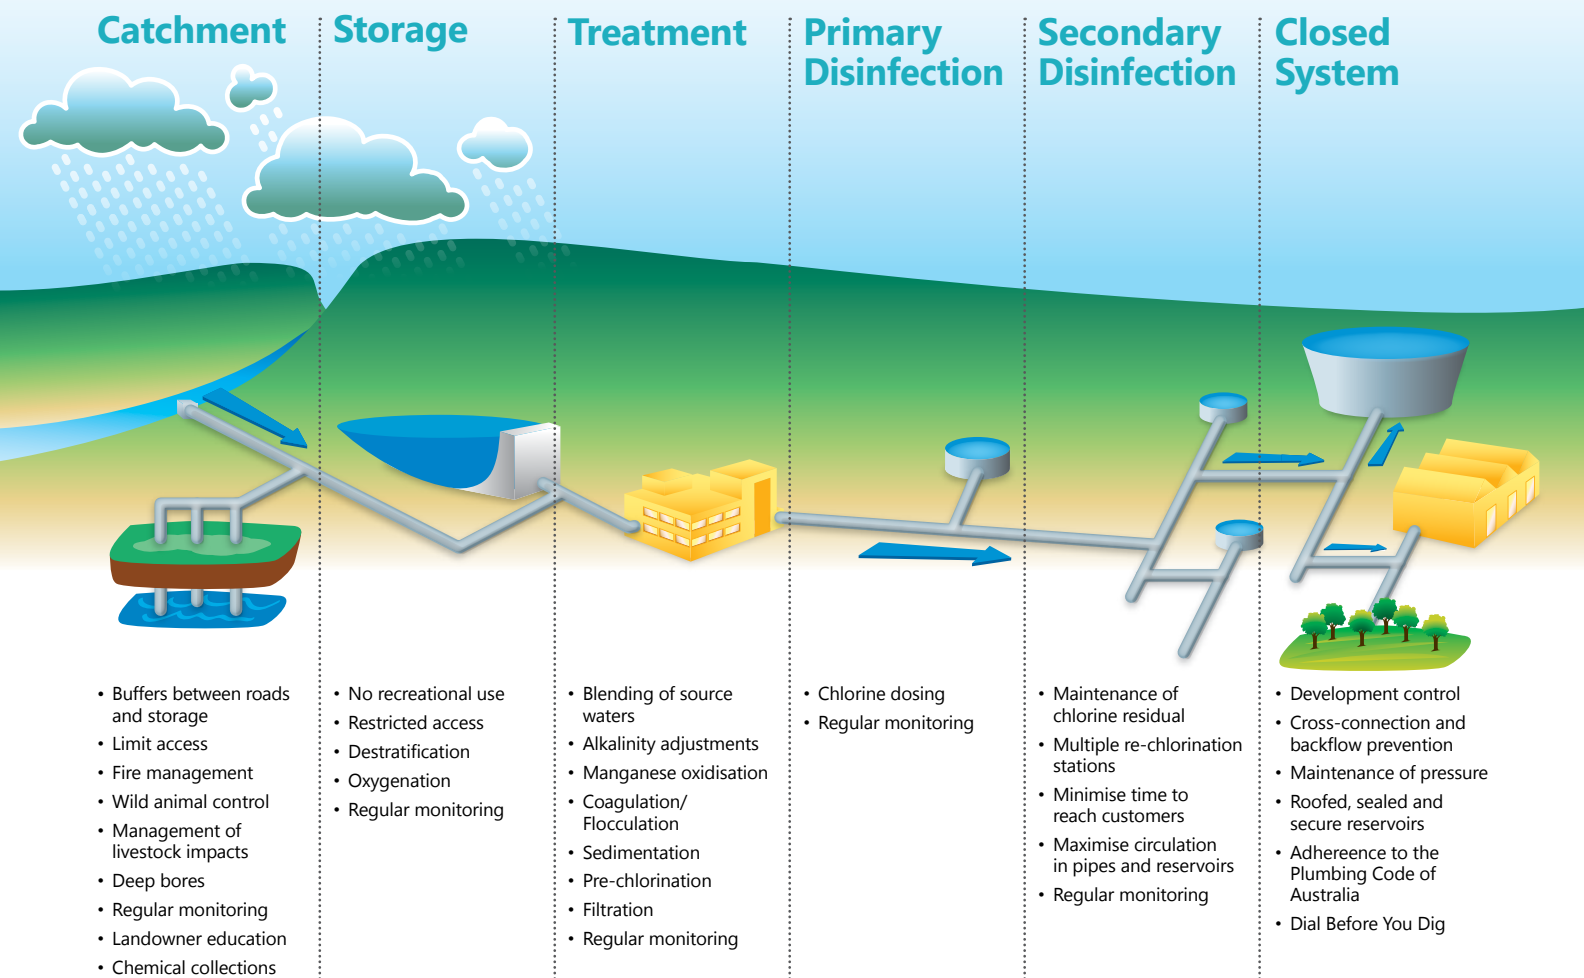 Catchment
• Buffers between roads
and storage
• Limit access
• Fire management
• Wild animal control
• Management of
livestock impacts
• Deep bores
• Regular monitoring
• Landowner education
• Chemical collections
Storage
• No recreational use
• Restricted access
• Destratification
• Oxygenation
• Regular monitoring
Treatment
• Blending of source
waters
• Alkalinity adjustments
• Manganese oxidisation
• Coagulation/
Flocculation
• Sedimentation
• Pre-chlorination
• Filtration
• Regular monitoring
Primary
Disinfection
• Chlorine dosing
• Regular monitoring
Secondary
Disinfection
• Maintenance of
chlorine residual
• Multiple re-chlorination
stations
• Minimise time to
reach customers
• Maximise circulation
in pipes and reservoirs
• Regular monitoring
Closed
System
• Development control
• Cross-connection and
backflow prevention
• Maintenance of pressure
• Roofed, sealed and
secure reservoirs
• Adhereence to the
Plumbing Code of
Australia
• Dial Before You Dig